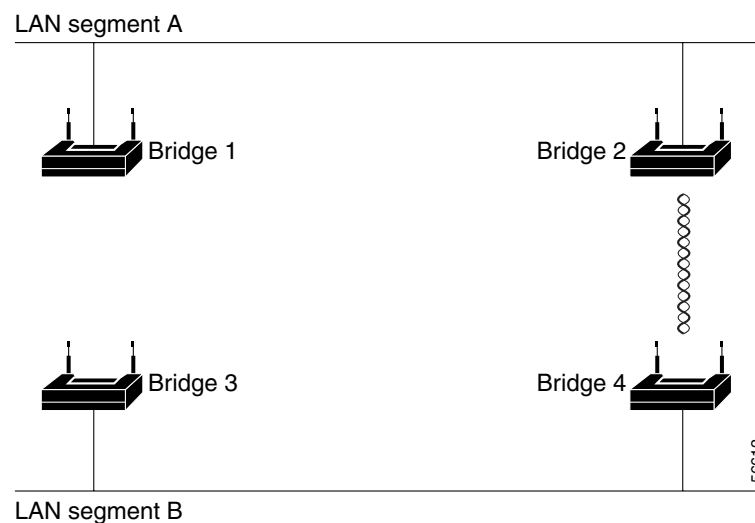 LAN segment A
Bridge 1
Bridge 2
Bridge 3
Bridge 4
LAN segment B